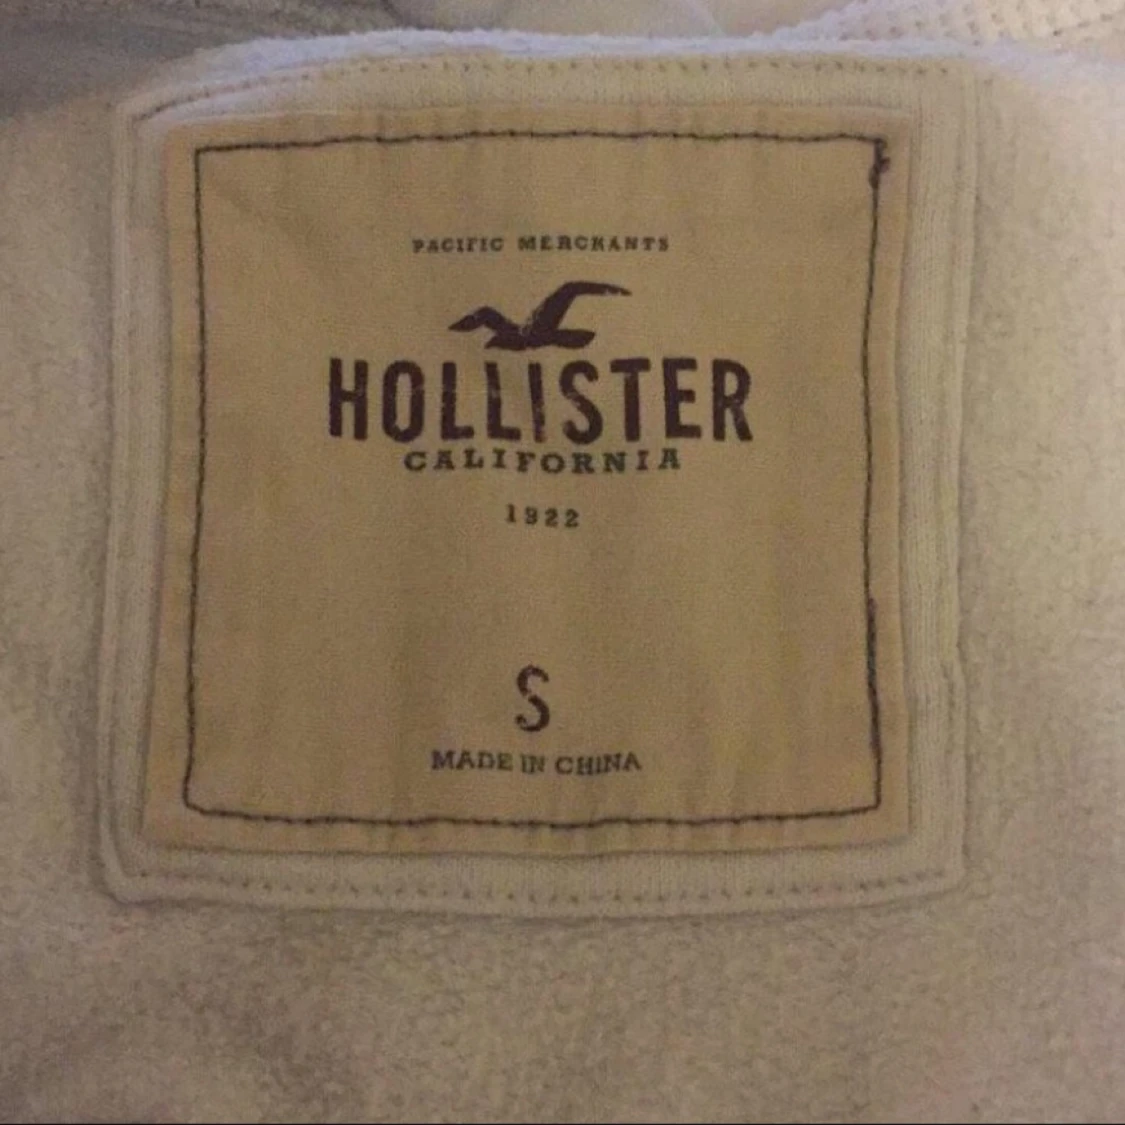 PACIFIC MERCHANTS
HOLLISTER
CALIFORNIA
1922
S
MADE IN CHINA